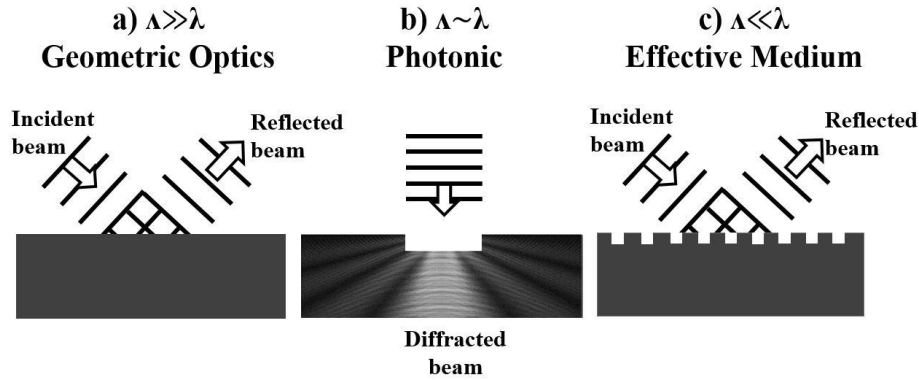 a) Λ≫λ
Geometric Optics
b) Λ~λ
Photonic
c) Λ≪λ
Effective Medium
Incident
beam
Reflected
beam
Incident
beam
Reflected
beam
Diffracted
beam